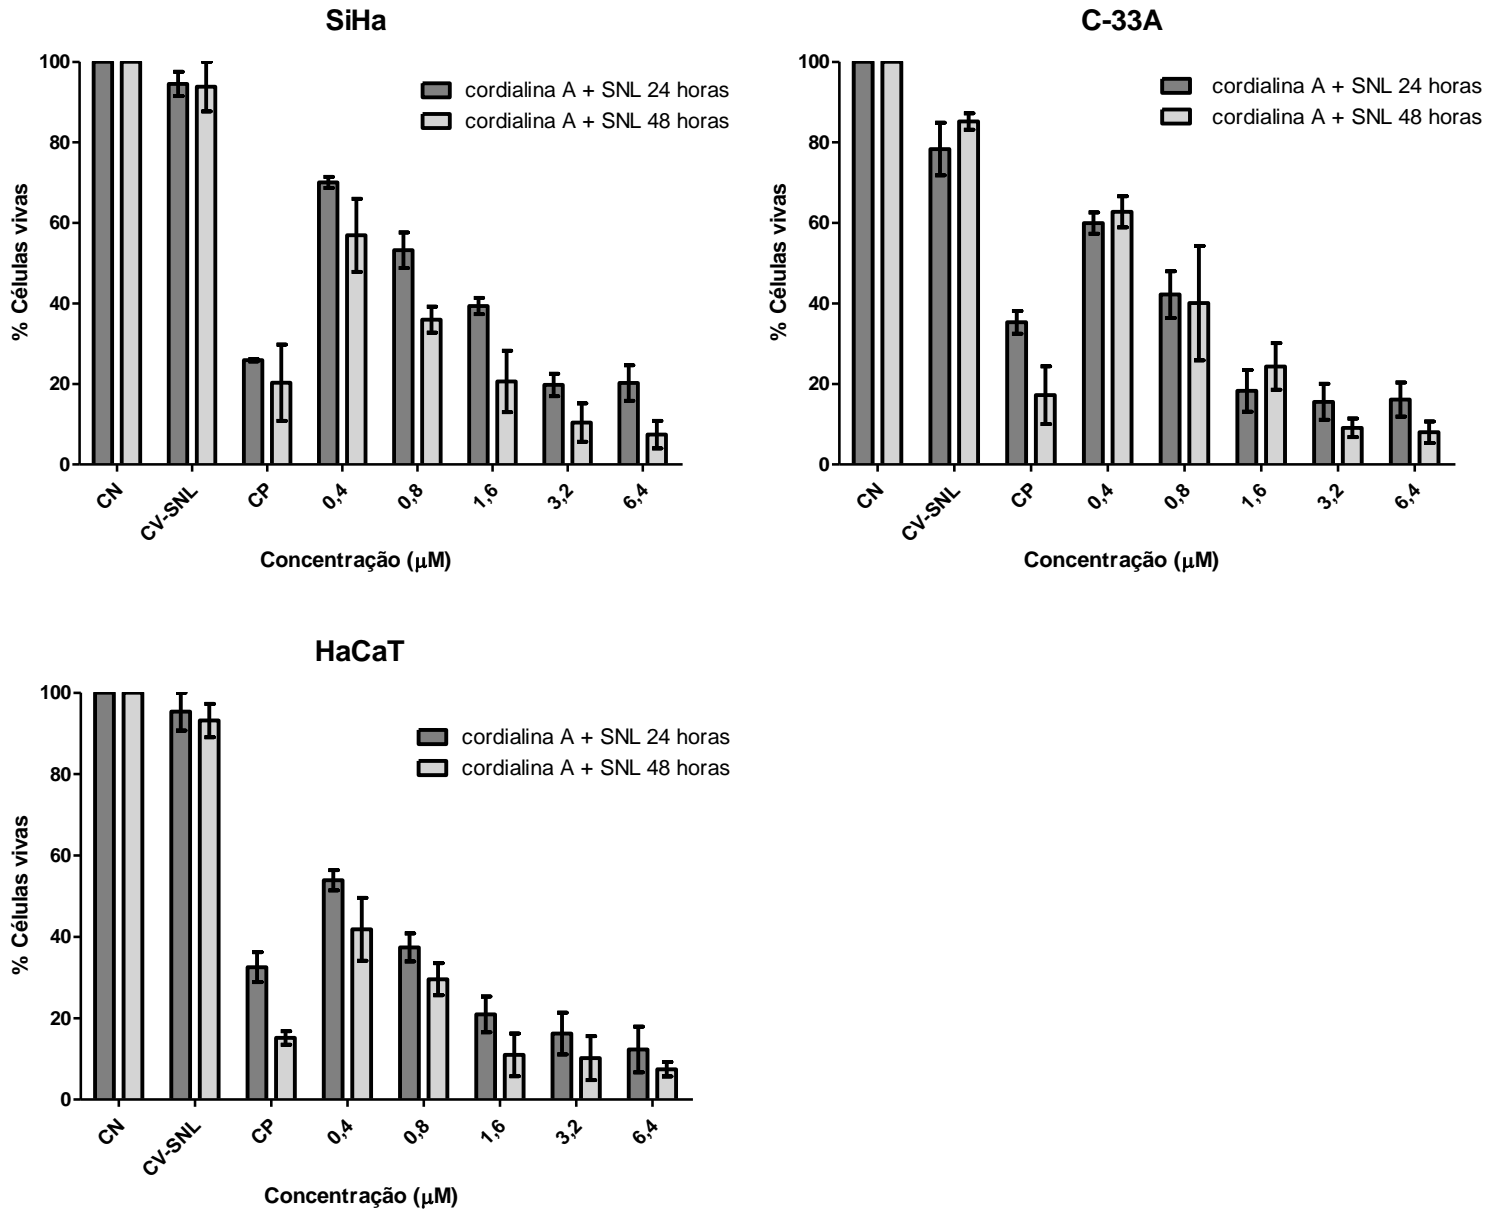 SiHa
cordialina A + SNL 24 horas
cordialina A + SNL 48 horas
% Células vivas
100
80
60
40
20
0
CN
CV-SNL
CP
0,4
0,8
1,6
3,2
6,4
Concentração (μM)
C-33A
cordialina A + SNL 24 horas
cordialina A + SNL 48 horas
% Células vivas
100
80
60
40
20
0
CN
CV-SNL
CP
0,4
0,8
1,6
3,2
6,4
Concentração (μM)
HaCaT
cordialina A + SNL 24 horas
cordialina A + SNL 48 horas
% Células vivas
100
80
60
40
20
0
CN
CV-SNL
CP
0,4
0,8
1,6
3,2
6,4
Concentração (μM)